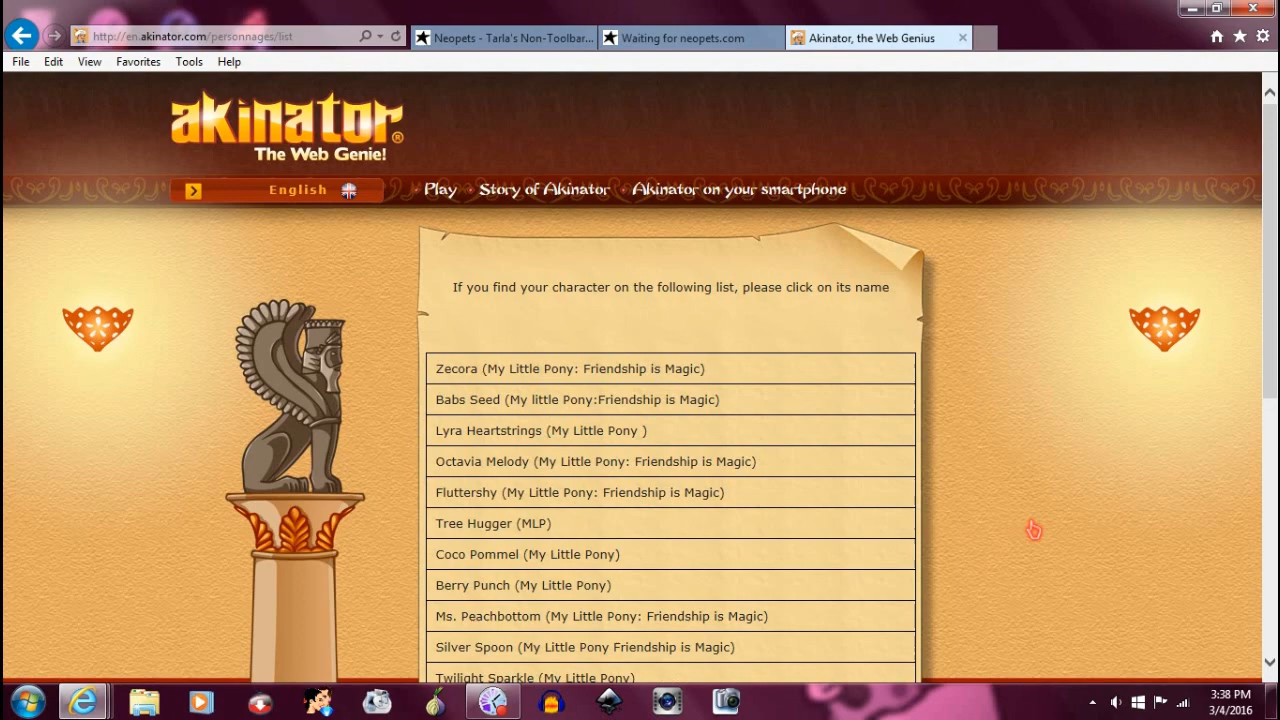 http://en.akinator.com/personnages/list
Neopets - Tarla's Non-Toolbar...
Waiting for neopets.com
Akinator, the Web Genius
File Edit View Favorites Tools Help
akinator®
The Web Genie!
English
Play
Story of Akinator
Akinator on your smartphone
If you find your character on the following list, please click on its name
Zecora (My Little Pony: Friendship is Magic)
Babs Seed (My little Pony:Friendship is Magic)
Lyra Heartstrings (My Little Pony )
Octavia Melody (My Little Pony: Friendship is Magic)
Fluttershy (My Little Pony: Friendship is Magic)
Tree Hugger (MLP)
Coco Pommel (My Little Pony)
Berry Punch (My Little Pony)
Ms. Peachbottom (My Little Pony: Friendship is Magic)
Silver Spoon (My Little Pony Friendship is Magic)
Twilight Sparkle (My Little Pony)
3:38 PM
3/4/2016